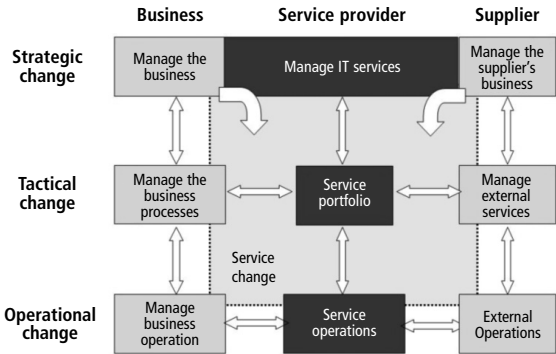 Business Service provider Supplier
Strategic
change
Manage the
business
Manage IT services
Manage the
supplier's
business
Tactical
change
Manage the
business
processes
Service
portfolio
Manage
external
services
Service
change
Operational
change
Manage
business
operation
Service
operations
External
Operations